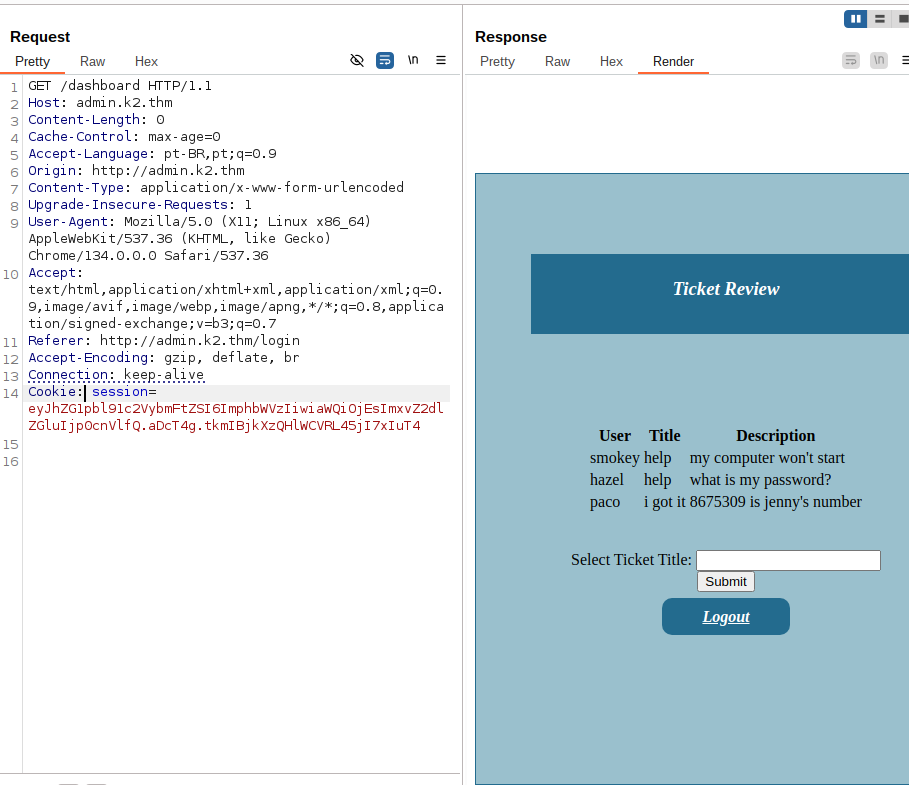 Request
Pretty Raw Hex
\n
1 GET /dashboard HTTP/1.1
2 Host: admin.k2.thm
3 Content-Length: 0
4 Cache-Control: max-age=0
5 Accept-Language: pt-BR,pt;q=0.9
6 Origin: http://admin.k2.thm
7 Content-Type: application/x-www-form-urlencoded
8 Upgrade-Insecure-Requests: 1
9 User-Agent: Mozilla/5.0 (X11; Linux x86_64)
AppleWebKit/537.36 (KHTML, like Gecko)
Chrome/134.0.0.0 Safari/537.36
10 Accept:
text/html,application/xhtml+xml,application/xml;q=0.
9,image/avif,image/webp,image/apng,*/*;q=0.8,applica
tion/signed-exchange;v=b3;q=0.7
11 Referer: http://admin.k2.thm/login
12 Accept-Encoding: gzip, deflate, br
13 Connection: keep-alive
14 Cookie: session=
eyJhZG1pbl91c2VybmFtZSI6ImphbWVzIiwiaWQiOjEsImxvZ2dl
ZGluIjp0cnVlfQ.aDcT4g.tkmIBjkXzQHlWCVRL45jI7xIuT4
15
16
Response
Pretty Raw Hex Render
\n
Ticket Review
User Title Description
smokey help my computer won't start
hazel help what is my password?
paco i got it 8675309 is jenny's number
Select Ticket Title:
Submit
Logout